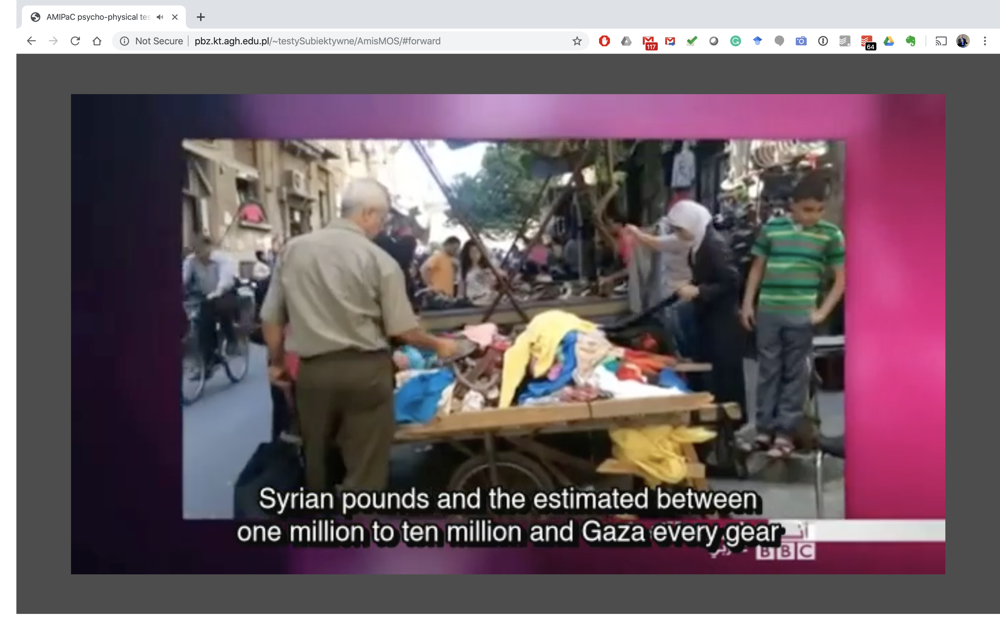 AMIPaC psycho-physical tes
Not Secure pbz.kt.agh.edu.pl/~testySubiektywne/AmisMOS/#forward
117
64
Syrian pounds and the estimated between
one million to ten million and Gaza every gear
BBC